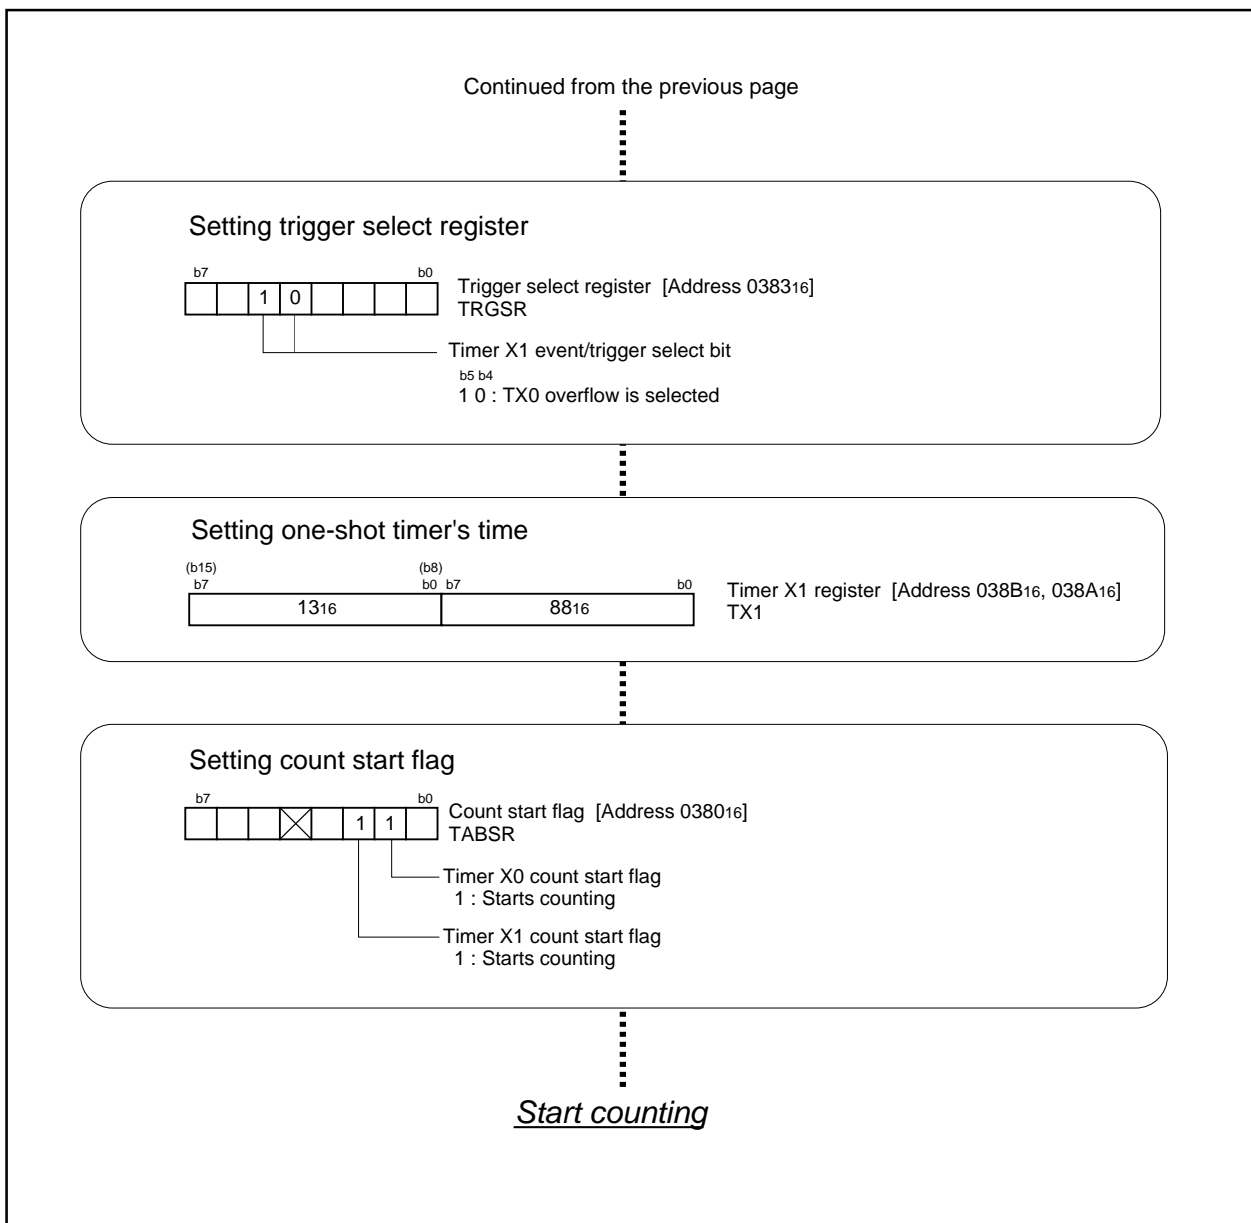 Continued from the previous page
Setting trigger select register
b7 b0
1 0
Trigger select register [Address 038316]
TRGSR
Timer X1 event/trigger select bit
b5 b4
1 0 : TX0 overflow is selected
Setting one-shot timer's time
(b15) (b8)
b7 b0 b7 b0
1316 8816
Timer X1 register [Address 038B16, 038A16]
TX1
Setting count start flag
b7 b0
1 1
Count start flag [Address 038016]
TABSR
Timer X0 count start flag
1 : Starts counting
Timer X1 count start flag
1 : Starts counting
Start counting